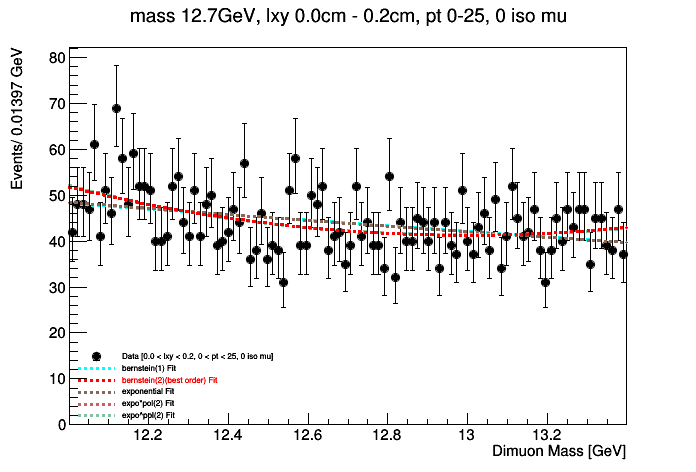 mass 12.7GeV, lxy 0.0cm - 0.2cm, pt 0-25, 0 iso mu
Events/ 0.01397 GeV
80
70
60
50
40
30
20
10
0
Data [0.0 < lxy < 0.2, 0 < pt < 25, 0 iso mu]
bernstein(1) Fit
bernstein(2)(best order) Fit
exponential Fit
expo*pol(2) Fit
expo^ppl(2) Fit
12.2 12.4 12.6 12.8 13 13.2
Dimuon Mass [GeV]